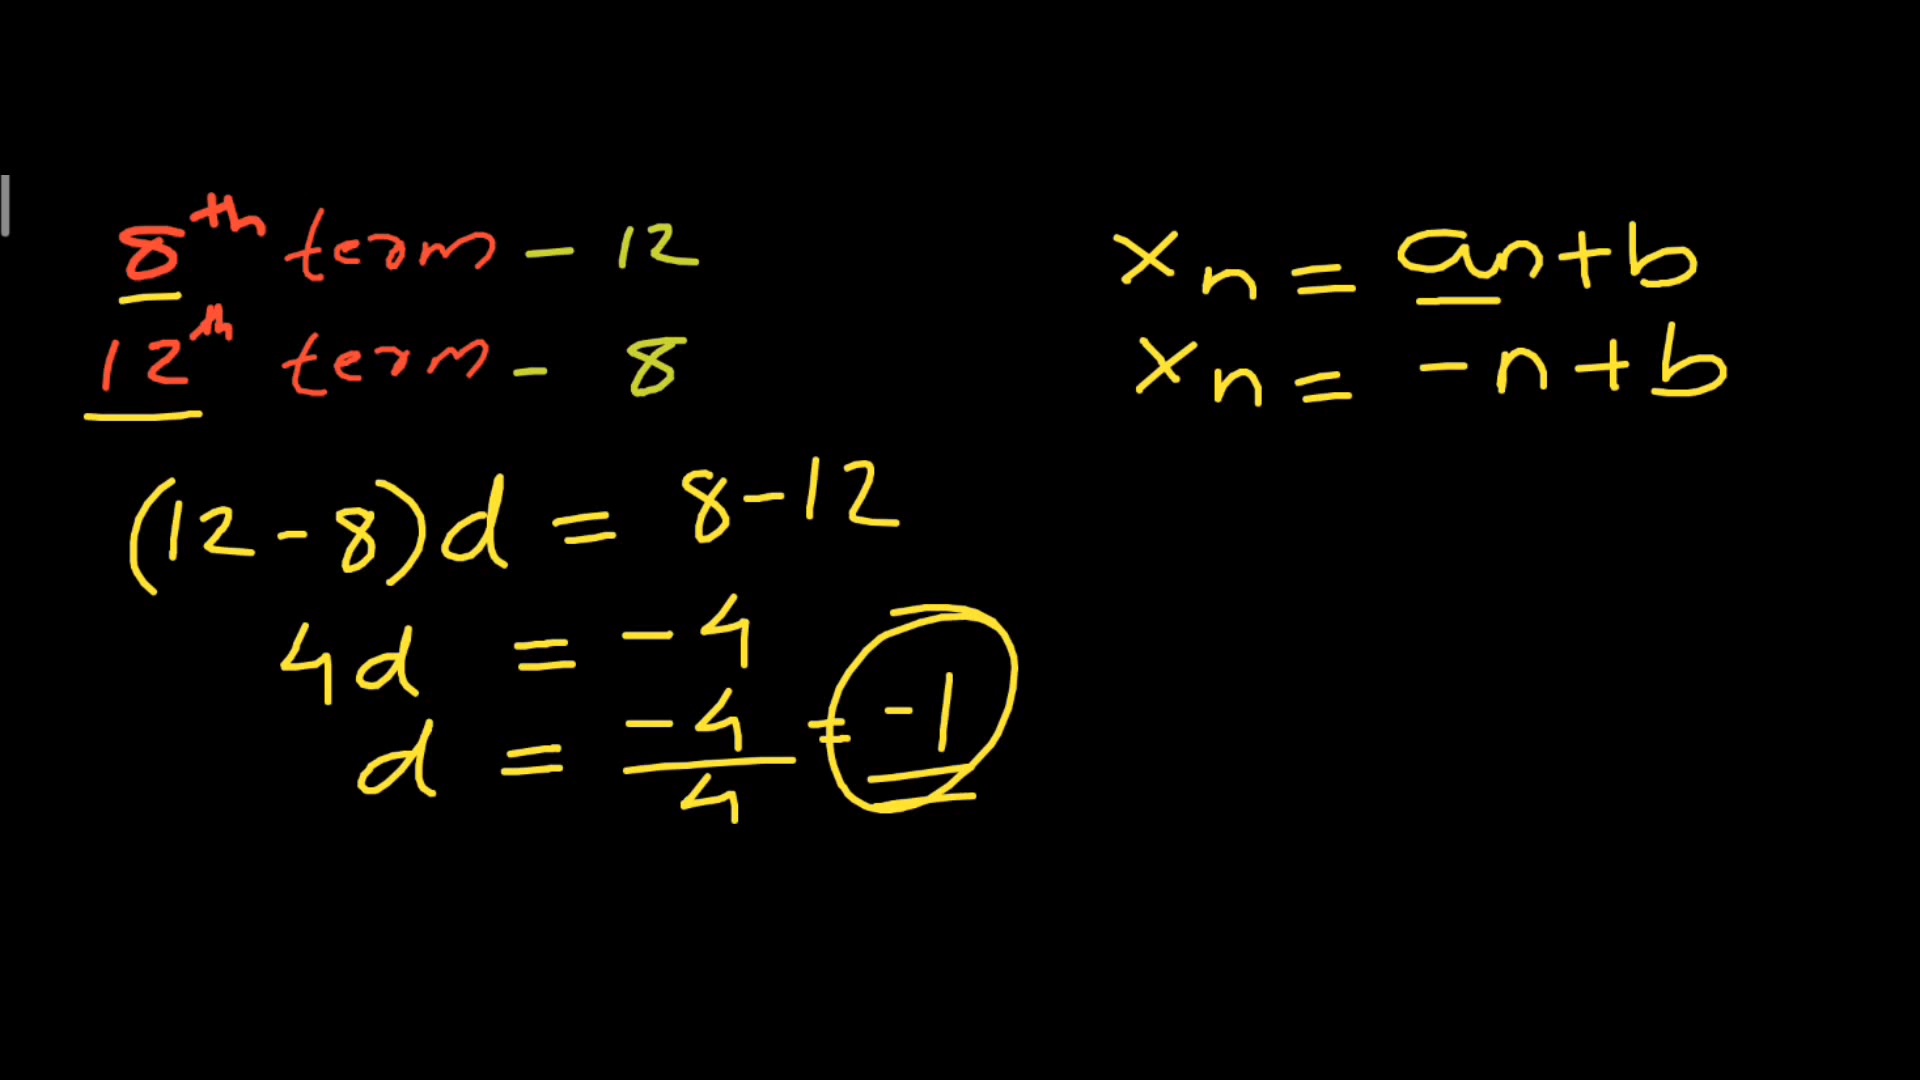 8th term - 12
12th term - 8
(12-8)d = 8-12
4d = -4
d = -4/4 = -1
xn = an+b
xn = -n+b